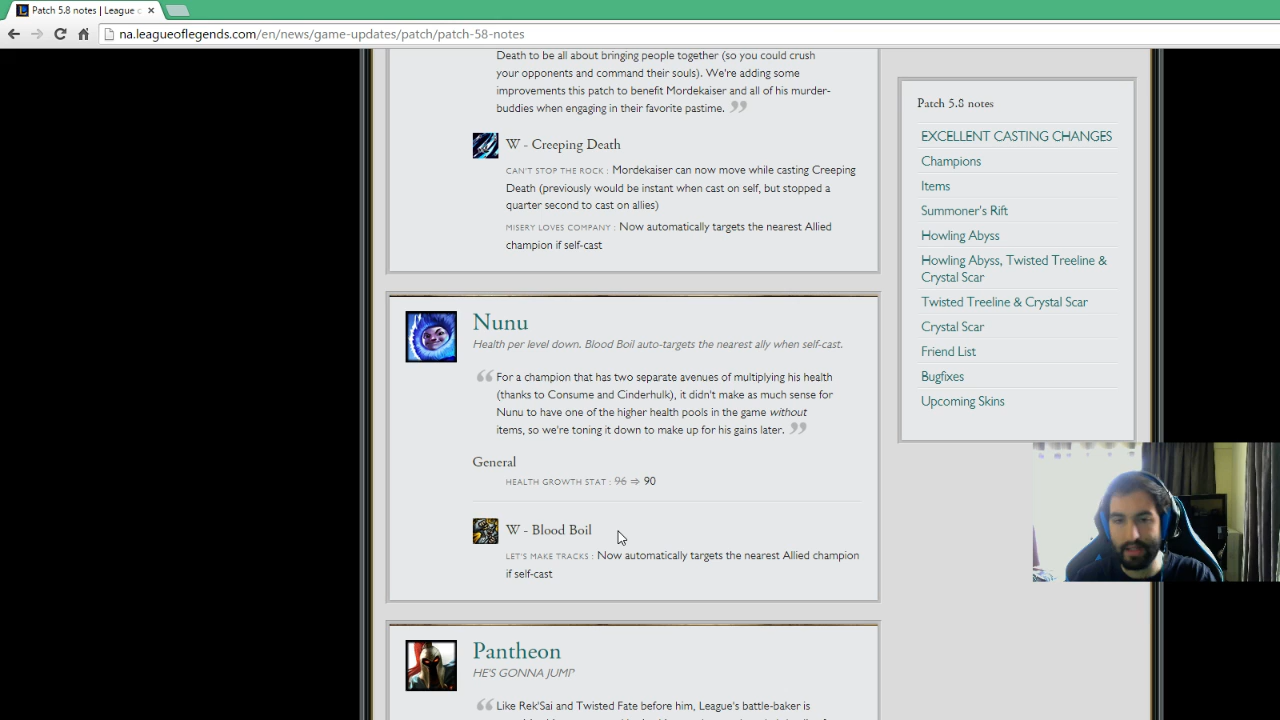 Patch 5.8 notes | League c
na.leagueoflegends.com/en/news/game-updates/patch/patch-58-notes
Death to be all about bringing people together (so you could crush
your opponents and command their souls). We're adding some
improvements this patch to benefit Mordekaiser and all of his murder-
buddies when engaging in their favorite pastime. ”
W - Creeping Death
CAN'T STOP THE ROCK : Mordekaiser can now move while casting Creeping
Death (previously would be instant when cast on self, but stopped a
quarter second to cast on allies)
MISERY LOVES COMPANY : Now automatically targets the nearest Allied
champion if self-cast
Nunu
Health per level down. Blood Boil auto-targets the nearest ally when self-cast.
“ For a champion that has two separate avenues of multiplying his health
(thanks to Consume and Cinderhulk), it didn't make as much sense for
Nunu to have one of the higher health pools in the game without
items, so we're toning it down to make up for his gains later. ”
General
HEALTH GROWTH STAT : 96 ⇒ 90
W - Blood Boil
LET'S MAKE TRACKS : Now automatically targets the nearest Allied champion
if self-cast
Pantheon
HE'S GONNA JUMP
“ Like Rek'Sai and Twisted Fate before him, League's battle-baker is
Patch 5.8 notes
EXCELLENT CASTING CHANGES
Champions
Items
Summoner's Rift
Howling Abyss
Howling Abyss, Twisted Treeline &
Crystal Scar
Twisted Treeline & Crystal Scar
Crystal Scar
Friend List
Bugfixes
Upcoming Skins